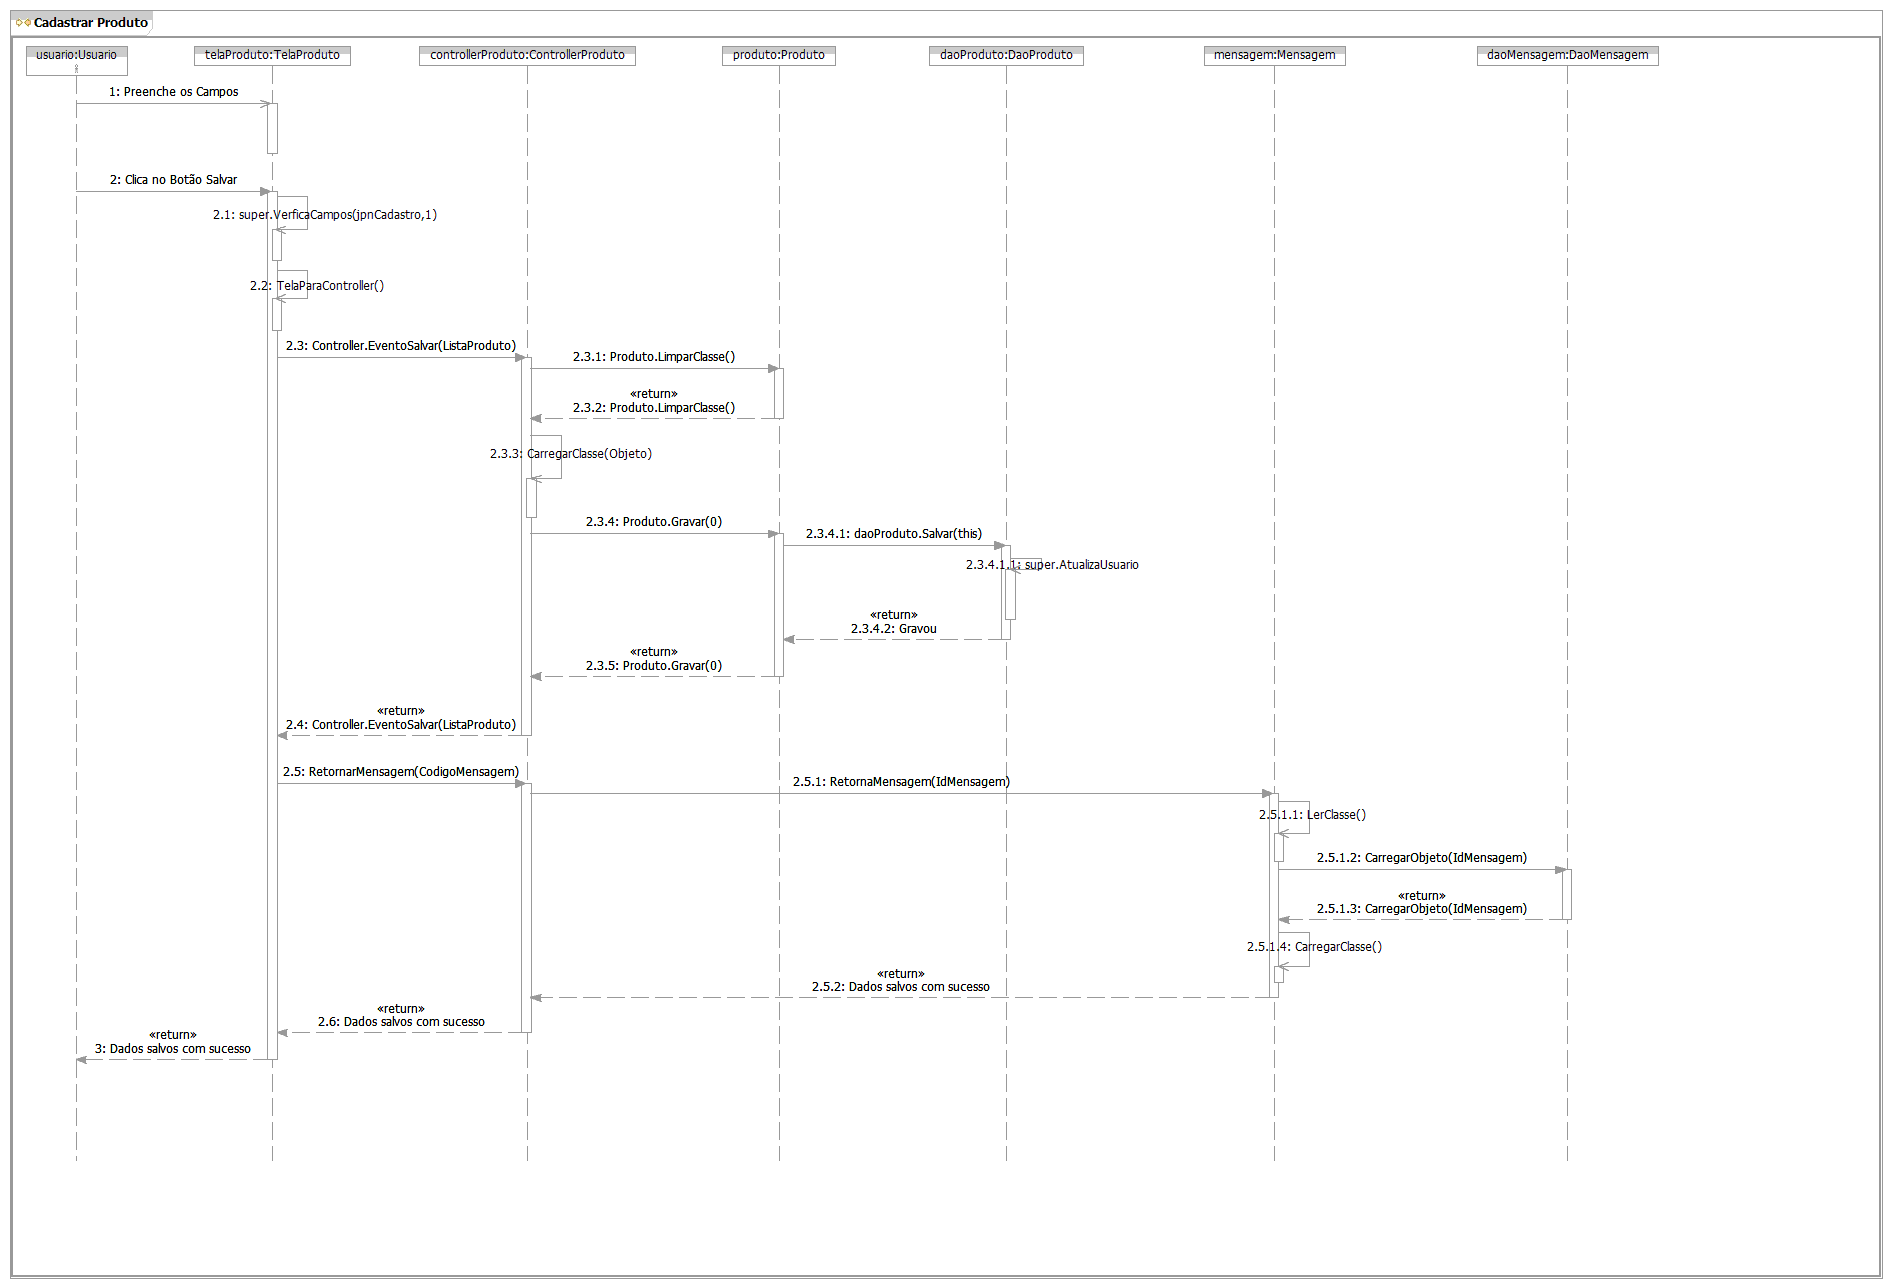 Cadastrar Produto
usuario:Usuario
telaProduto:TelaProduto
controllerProduto:ControllerProduto
produto:Produto
daoProduto:DaoProduto
mensagem:Mensagem
daoMensagem:DaoMensagem
1: Preenche os Campos
2: Clica no Botão Salvar
2.1: super.VerficaCampos(jpnCadastro,1)
2.2: TelaParaController()
2.3: Controller.EventoSalvar(ListaProduto)
2.3.1: Produto.LimparClasse()
«return»
2.3.2: Produto.LimparClasse()
2.3.3: CarregarClasse(Objeto)
2.3.4: Produto.Gravar(0)
2.3.4.1: daoProduto.Salvar(this)
2.3.4.1.1: super.AtualizaUsuario
«return»
2.3.4.2: Gravou
«return»
2.3.5: Produto.Gravar(0)
«return»
2.4: Controller.EventoSalvar(ListaProduto)
2.5: RetornarMensagem(CodigoMensagem)
2.5.1: RetornaMensagem(IdMensagem)
2.5.1.1: LerClasse()
2.5.1.2: CarregarObjeto(IdMensagem)
«return»
2.5.1.3: CarregarObjeto(IdMensagem)
2.5.1.4: CarregarClasse()
«return»
2.5.2: Dados salvos com sucesso
«return»
2.6: Dados salvos com sucesso
«return»
3: Dados salvos com sucesso